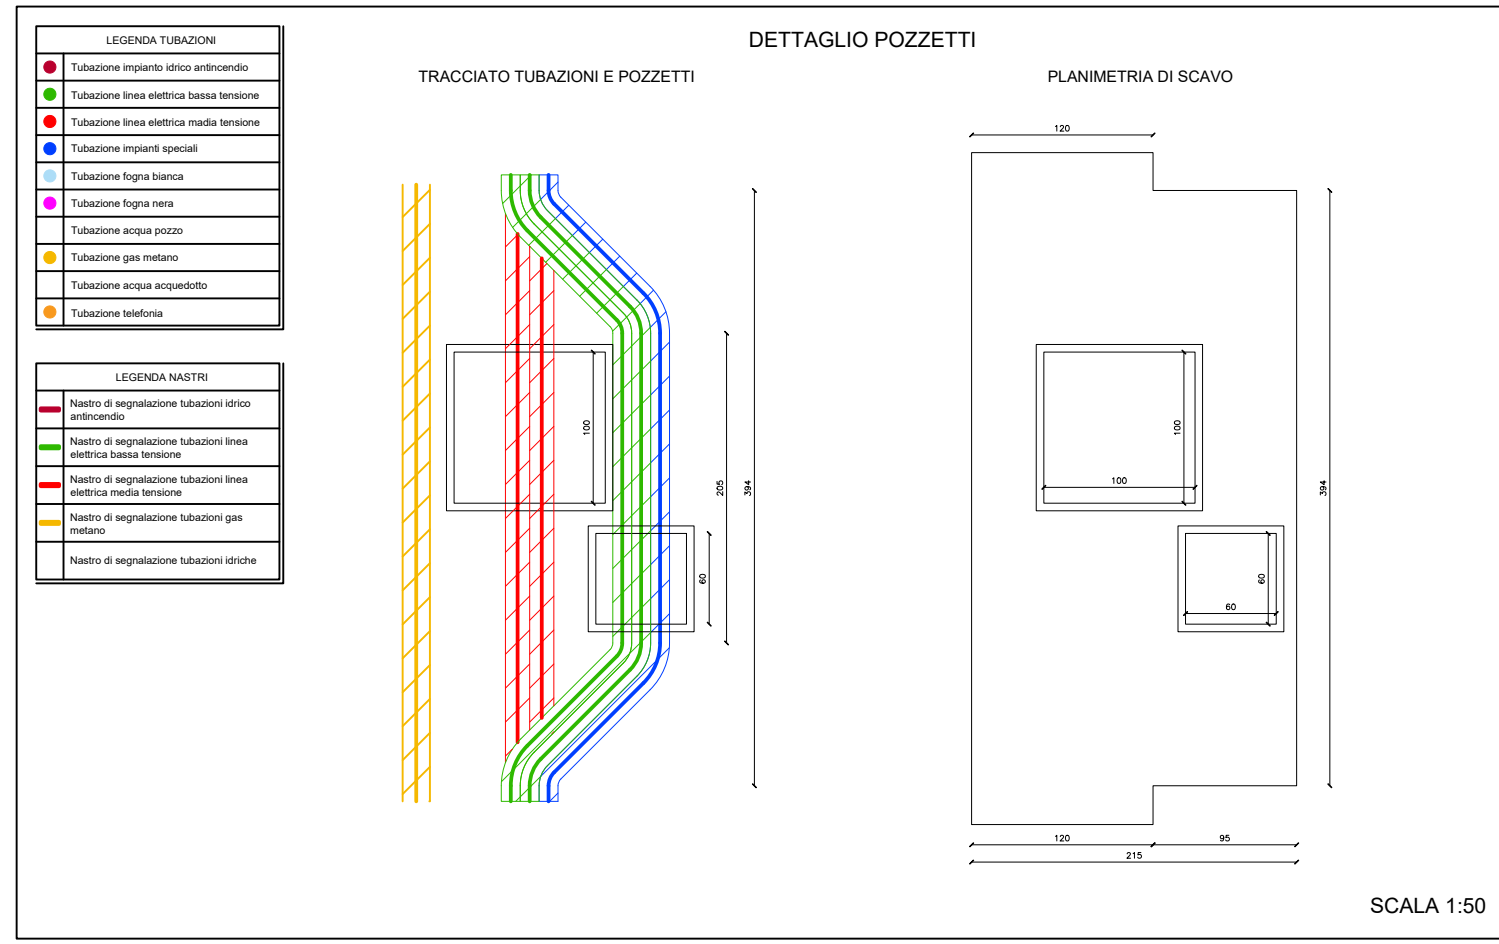 DETTAGLIO POZZETTI
LEGENDA TUBAZIONI
Tubazione impianto idrico antincendio
Tubazione linea elettrica bassa tensione
Tubazione linea elettrica madia tensione
Tubazione impianti speciali
Tubazione fogna bianca
Tubazione fogna nera
Tubazione acqua pozzo
Tubazione gas metano
Tubazione acqua acquedotto
Tubazione telefonia
LEGENDA NASTRI
Nastro di segnalazione tubazioni idrico
antincendio
Nastro di segnalazione tubazioni linea
elettrica bassa tensione
Nastro di segnalazione tubazioni linea
elettrica media tensione
Nastro di segnalazione tubazioni gas
metano
Nastro di segnalazione tubazioni idriche
TRACCIATO TUBAZIONI E POZZETTI
100
60
205
394
PLANIMETRIA DI SCAVO
120
100
100
60
60
394
120
95
215
SCALA 1:50